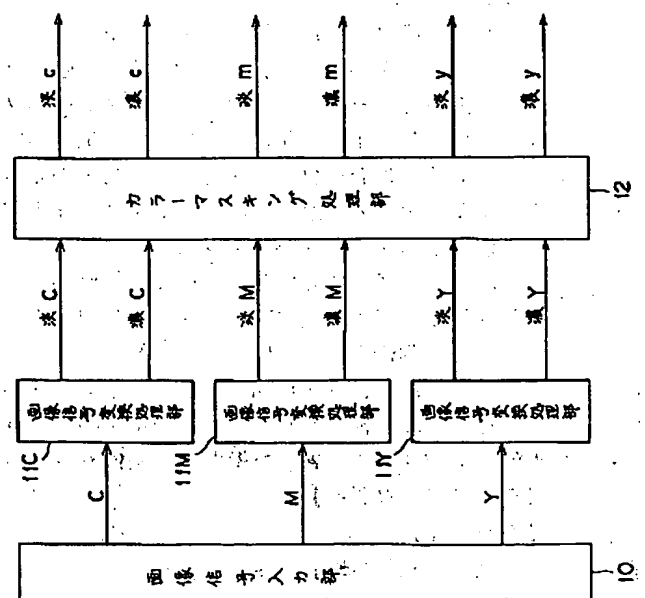 画像信号入力部
10
C
M
Y
11C
画像信号変換処理部
11M
画像信号変換処理部
11Y
画像信号変換処理部
淡C
濃C
淡M
濃M
淡Y
濃Y
カラーマスキング処理部
12
淡c
濃c
淡m
濃m
淡y
濃y